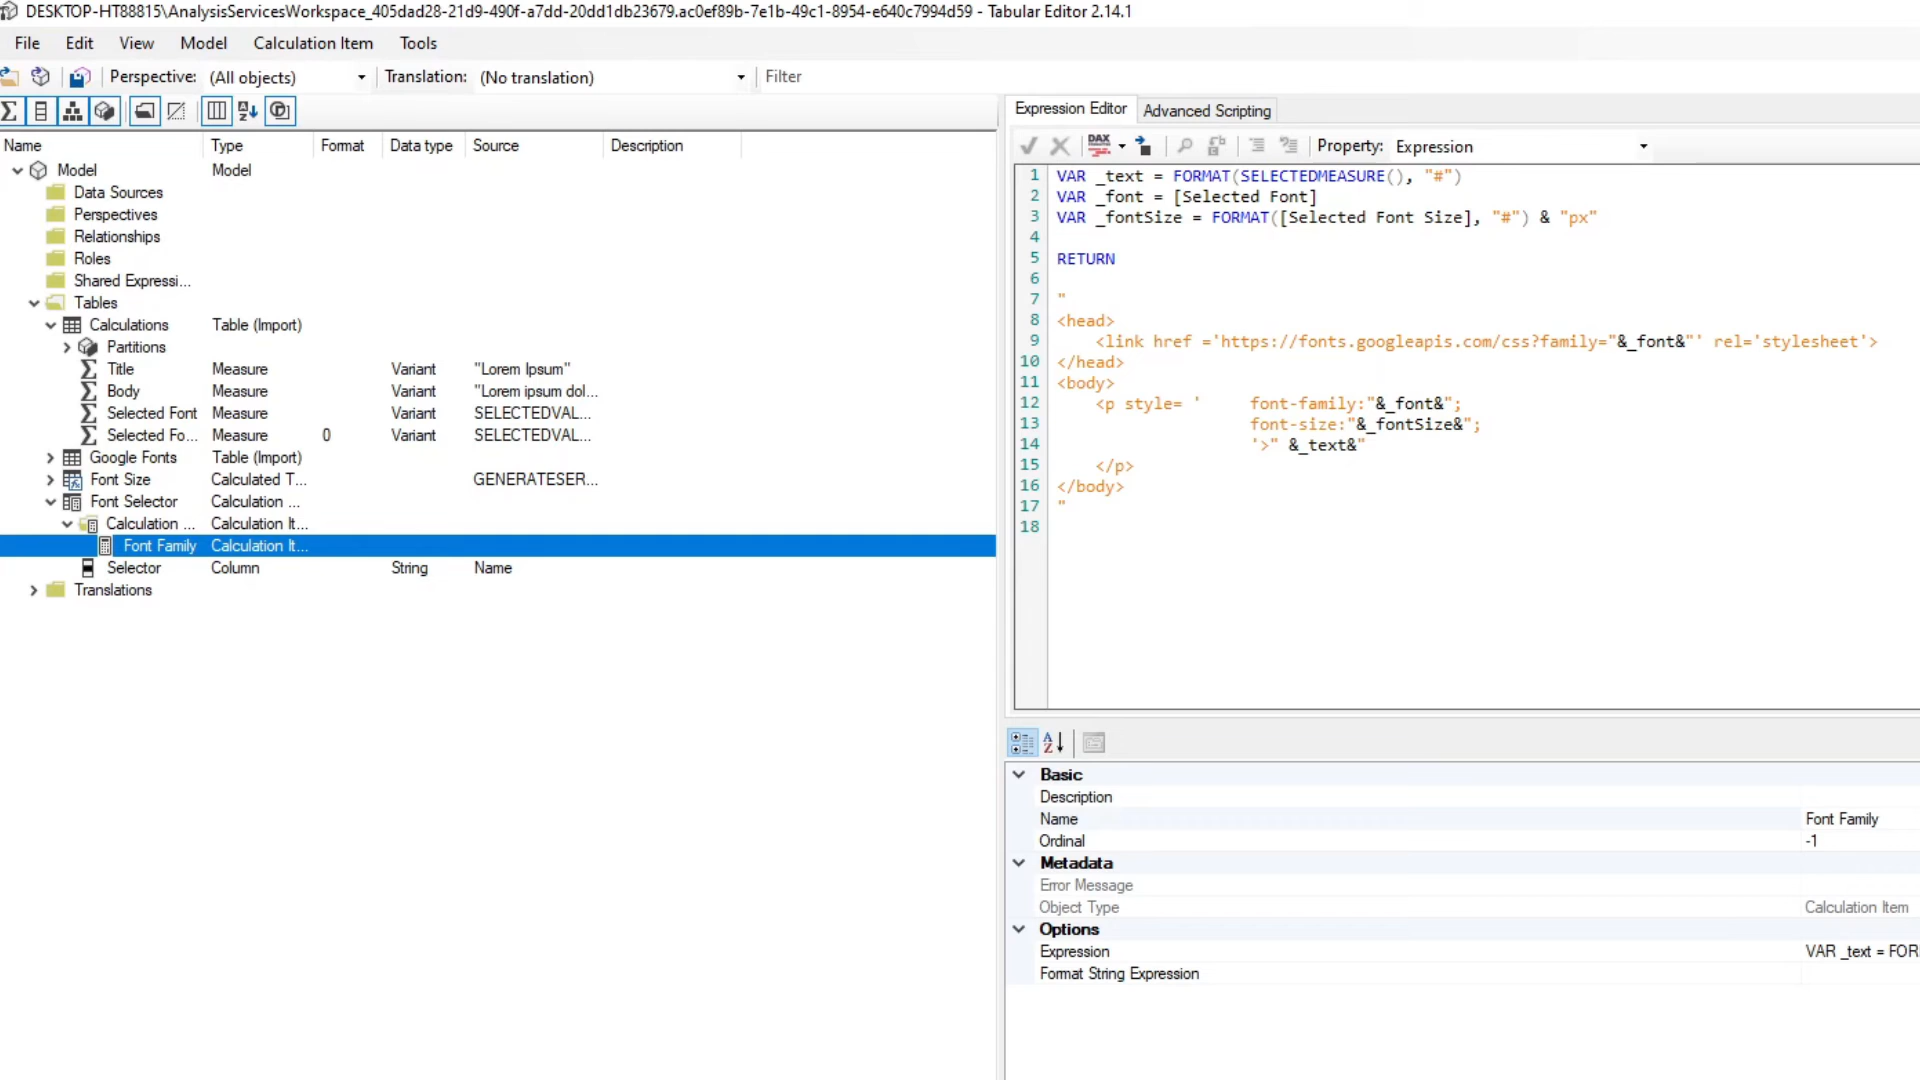 DESKTOP-HT88815\AnalysisServicesWorkspace_405dad28-21d9-490f-a7dd-20dd1db23679.ac0ef89b-7e1b-49c1-8954-e640c7994d59 - Tabular Editor 2.14.1
File Edit View Model Calculation Item Tools
Perspective: (All objects) Translation: (No translation) Filter
Name Type Format Data type Source Description
Model Model
Data Sources
Perspectives
Relationships
Roles
Shared Expressi...
Tables
Calculations Table (Import)
Partitions
Title Measure Variant "Lorem Ipsum"
Body Measure Variant "Lorem ipsum dol...
Selected Font Measure Variant SELECTEDVAL...
Selected Fo... Measure 0 Variant SELECTEDVAL...
Google Fonts Table (Import)
Font Size Calculated T... GENERATESER...
Font Selector Calculation ...
Calculation ... Calculation It...
Font Family Calculation It...
Selector Column String Name
Translations
Expression Editor Advanced Scripting
DAX Property: Expression
1 VAR _text = FORMAT(SELECTEDMEASURE(), "#")
2 VAR _font = [Selected Font]
3 VAR _fontSize = FORMAT([Selected Font Size], "#") & "px"
4
5 RETURN
6
7 "
8 <head>
9 <link href ='https://fonts.googleapis.com/css?family="&_font&"' rel='stylesheet'>
10 </head>
11 <body>
12 <p style= ' font-family:"&_font&";
13 font-size:"&_fontSize&";
14 '>" &_text&"
15 </p>
16 </body>
17 "
18
Basic
Description
Name Font Family
Ordinal -1
Metadata
Error Message
Object Type Calculation Item
Options
Expression VAR _text = FOR
Format String Expression